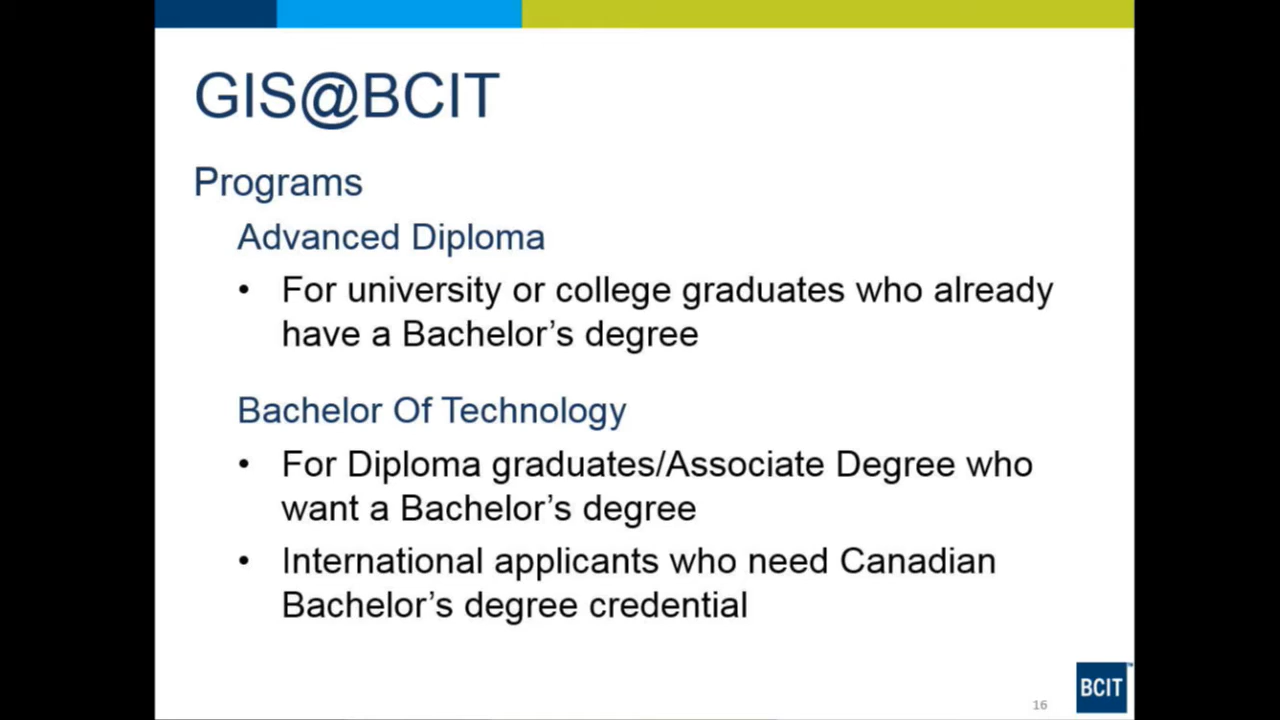 GIS@BCIT
Programs
Advanced Diploma
• For university or college graduates who already
have a Bachelor’s degree
Bachelor Of Technology
• For Diploma graduates/Associate Degree who
want a Bachelor’s degree
• International applicants who need Canadian
Bachelor’s degree credential
16
BCIT™